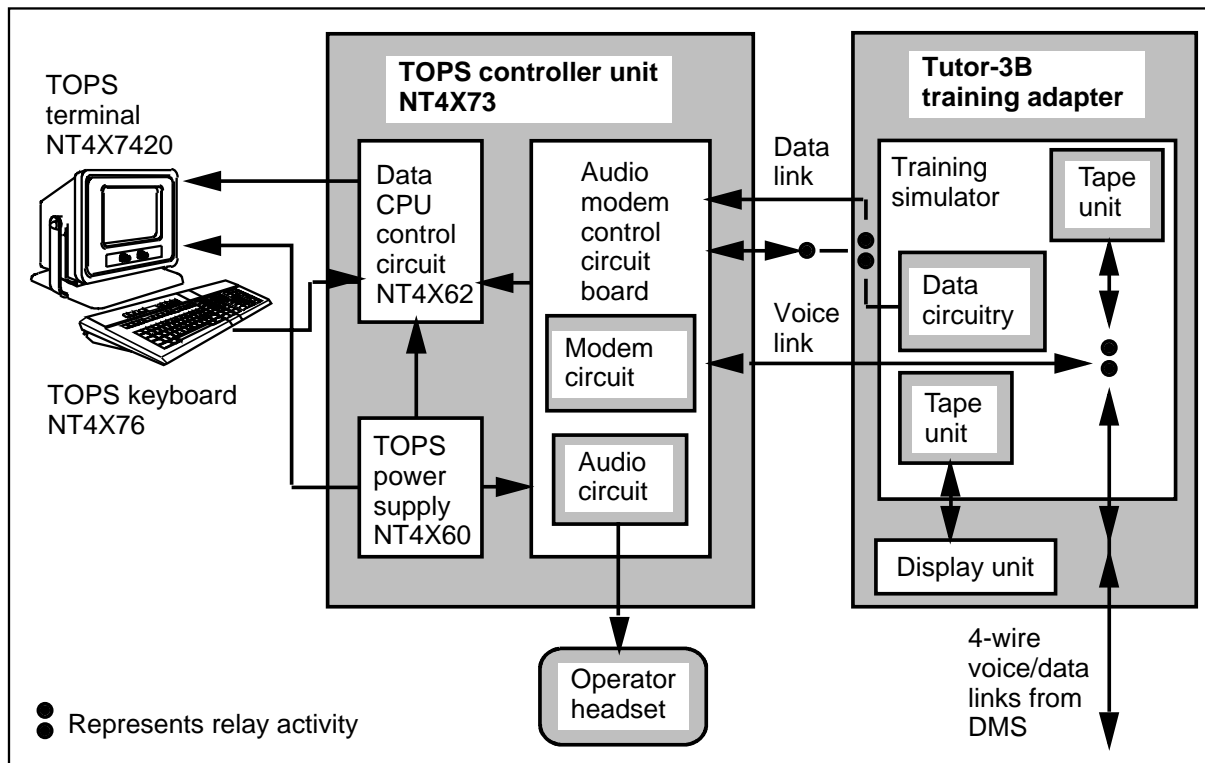 TOPS
terminal
NT4X7420
TOPS keyboard
NT4X76
TOPS controller unit
NT4X73
Data
CPU
control
circuit
NT4X62
TOPS
power
supply
NT4X60
Audio
modem
control
circuit
board
Modem
circuit
Audio
circuit
Operator
headset
Data
link
Voice
link
Tutor-3B
training adapter
Training
simulator
Tape
unit
Data
circuitry
Tape
unit
Display unit
4-wire
voice/data
links from
DMS
Represents relay activity